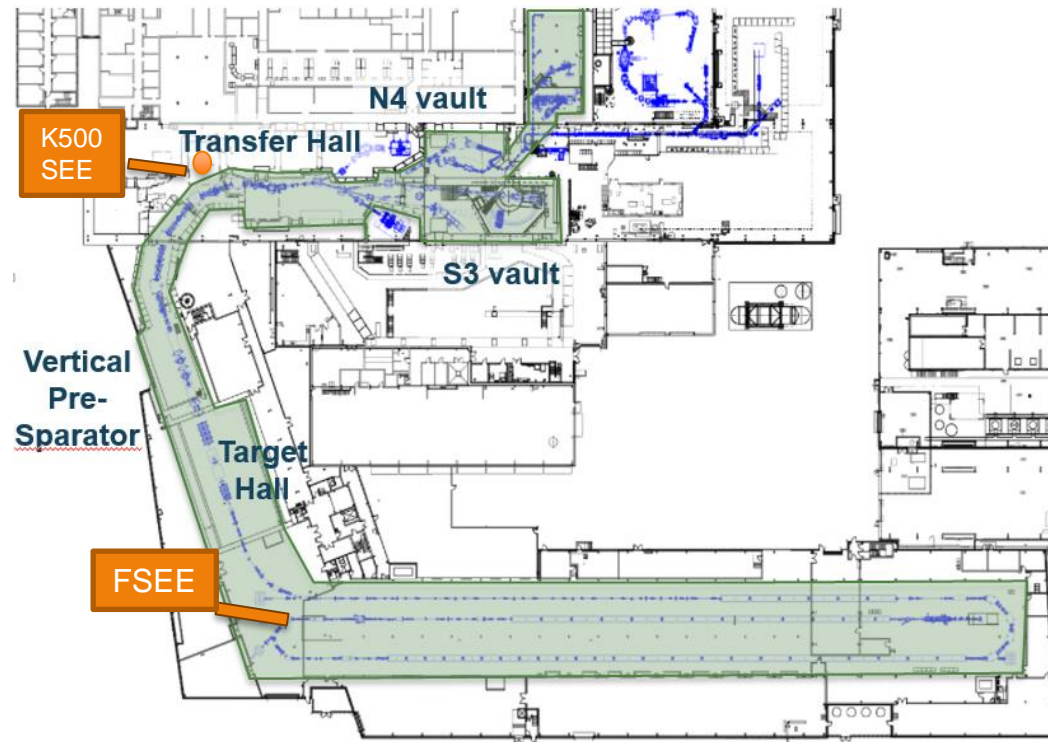 N4 vault
K500
SEE
Transfer Hall
S3 vault
Vertical
Pre-
Sparator
Target
Hall
FSEE